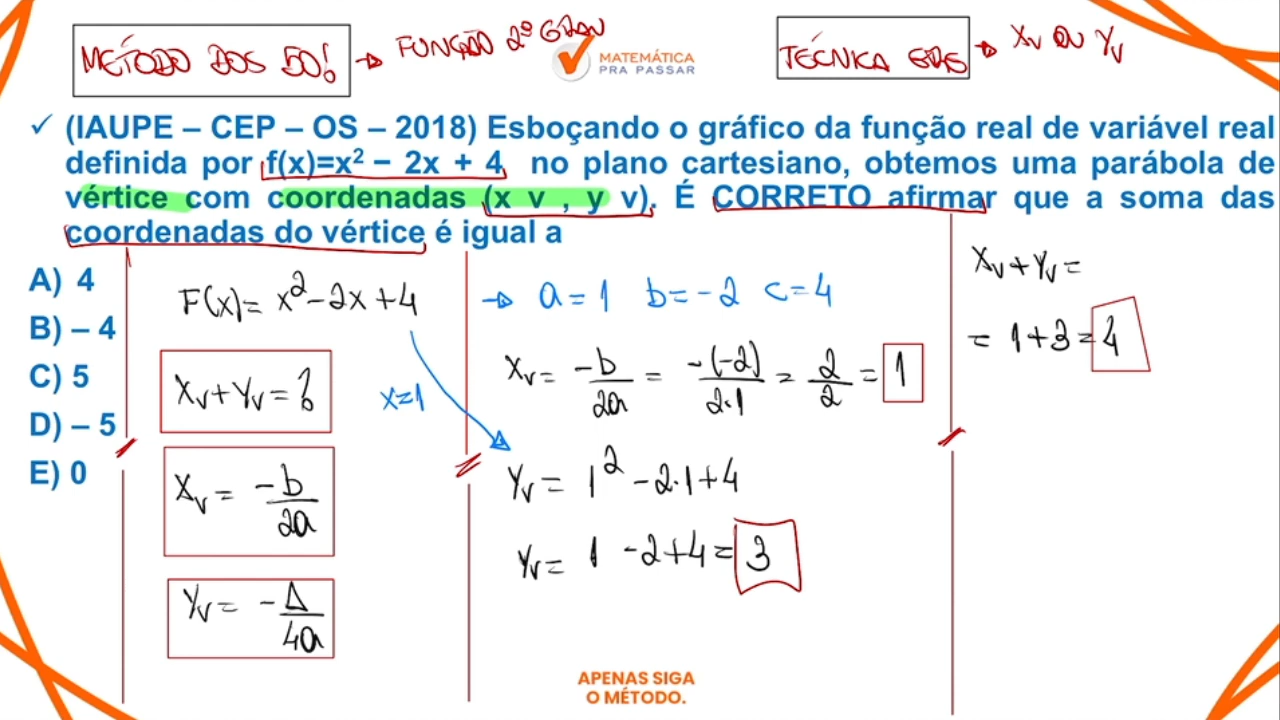 MÉTODO DOS 50! → FUNÇÃO 2º GRAU
MATEMÁTICA
PRA PASSAR
TÉCNICA → Xv OU Yv
✓ (IAUPE – CEP – OS – 2018) Esboçando o gráfico da função real de variável real
definida por f(x)=x² − 2x + 4 no plano cartesiano, obtemos uma parábola de
vértice com coordenadas (x v , y v). É CORRETO afirmar que a soma das
coordenadas do vértice é igual a
A) 4
B) – 4
C) 5
D) – 5
E) 0
F(x)= x²-2x+4
Xv+Yv=?
Xv = -b/2a
Yv= -Δ/4a
→ a=1 b=-2 c=4
Xv= -b/2a = -(-2)/2·1 = 2/2 = 1
x=1
Yv= 1²-2·1+4
Yv= 1-2+4=3
Xv+Yv=
= 1+3=4
APENAS SIGA
O MÉTODO.